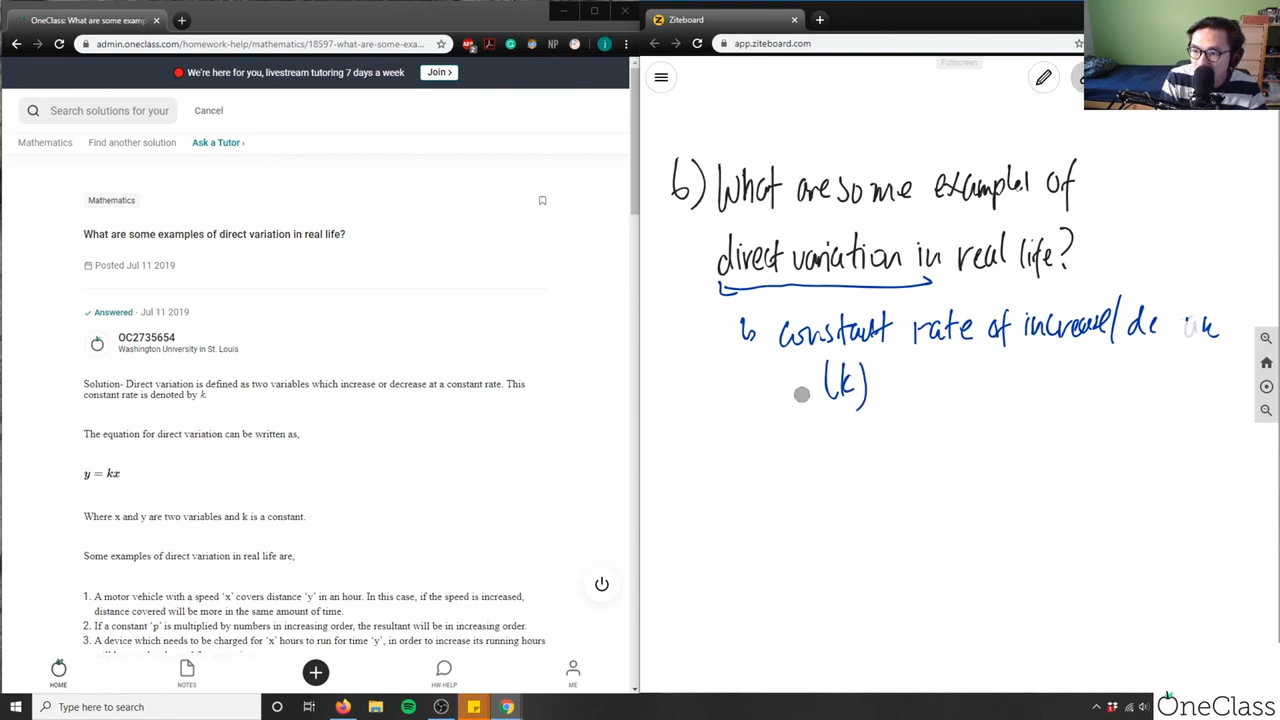 OneClass: What are some examp
admin.oneclass.com/homework-help/mathematics/18597-what-are-some-exa...
We're here for you, livestream tutoring 7 days a week
Join ›
Search solutions for your
Cancel
Mathematics
Find another solution
Ask a Tutor ›
Mathematics
What are some examples of direct variation in real life?
Posted Jul 11 2019
Answered · Jul 11 2019
OC2735654
Washington University in St. Louis
Solution- Direct variation is defined as two variables which increase or decrease at a constant rate. This
constant rate is denoted by k.
The equation for direct variation can be written as,
y = kx
Where x and y are two variables and k is a constant.
Some examples of direct variation in real life are,
1. A motor vehicle with a speed ‘x’ covers distance ‘y’ in an hour. In this case, if the speed is increased,
distance covered will be more in the same amount of time.
2. If a constant ‘p’ is multiplied by numbers in increasing order, the resultant will be in increasing order.
3. A device which needs to be charged for ‘x’ hours to run for time ‘y’, in order to increase its running hours
HOME
NOTES
HW HELP
ME
Type here to search
Ziteboard
app.ziteboard.com
Fullscreen
6) What are some examples of
direct variation in real life?
constant rate of increase/de
(k)
OneClass